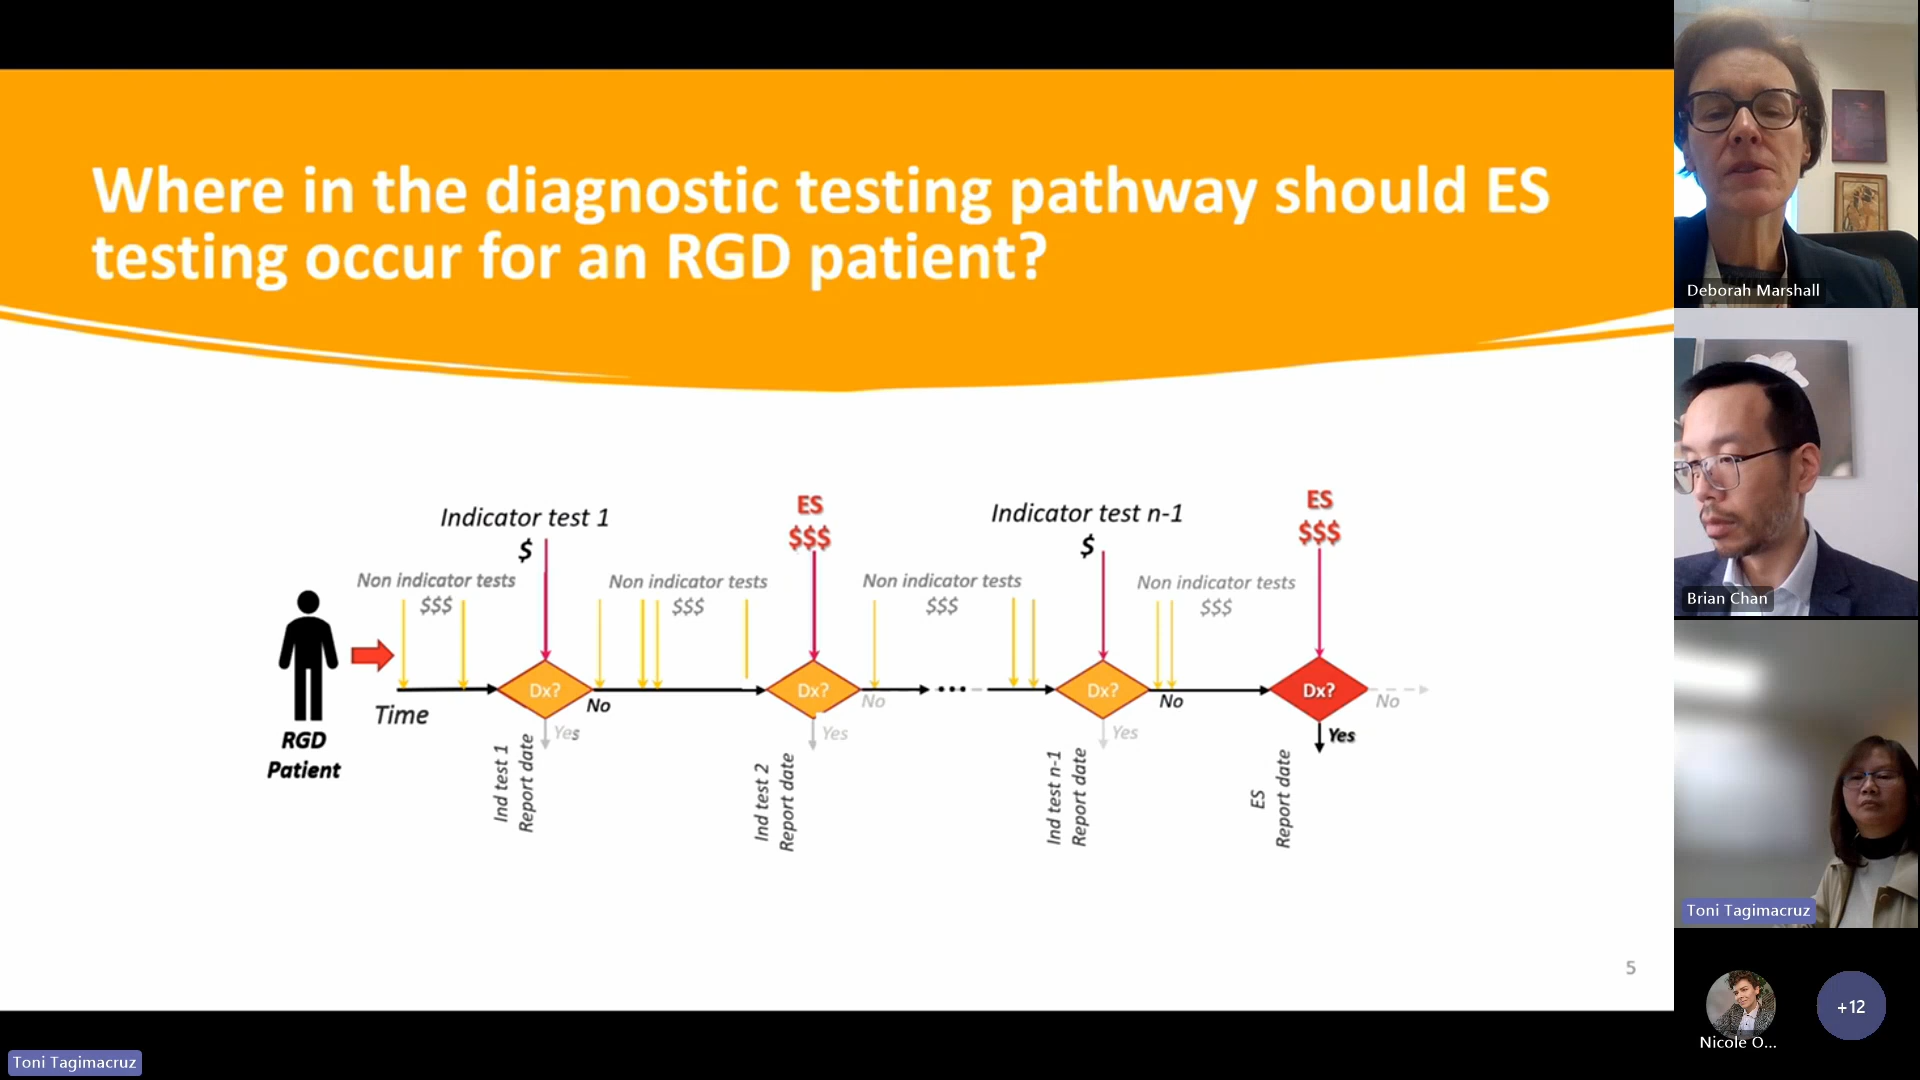 Where in the diagnostic testing pathway should ES
testing occur for an RGD patient?
Indicator test 1
$
ES
$$$
Indicator test n-1
$
ES
$$$
Non indicator tests
$$$
Non indicator tests
$$$
Non indicator tests
$$$
Non indicator tests
$$$
RGD
Patient
Time
Dx?
No
Yes
Dx?
No
Yes
Dx?
No
Yes
Dx?
No
Yes
Ind test 1
Report date
Ind test 2
Report date
Ind test n-1
Report date
ES
Report date
5
Deborah Marshall
Brian Chan
Toni Tagimacruz
Nicole O...
+12
Toni Tagimacruz